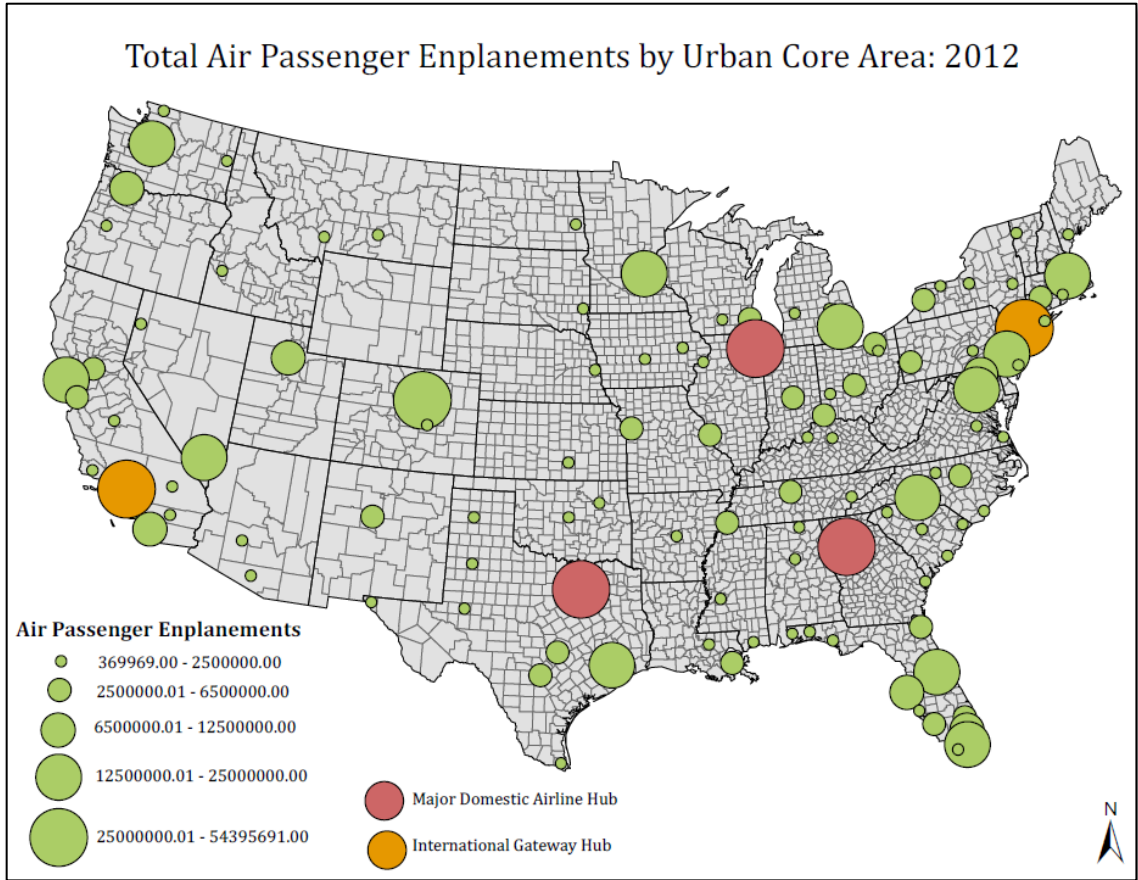 Total Air Passenger Enplanements by Urban Core Area: 2012
Air Passenger Enplanements
369969.00 - 2500000.00
2500000.01 - 6500000.00
6500000.01 - 12500000.00
12500000.01 - 25000000.00
25000000.01 - 54395691.00
Major Domestic Airline Hub
International Gateway Hub
N